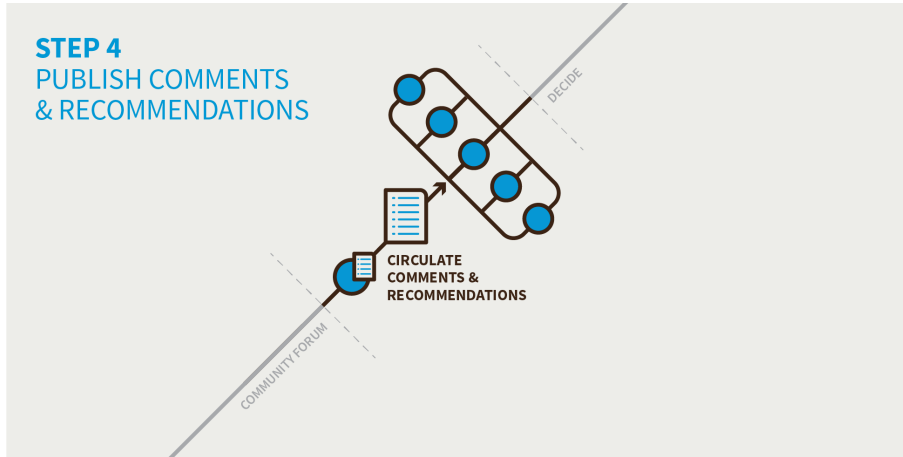 STEP 4
PUBLISH COMMENTS
& RECOMMENDATIONS
DECIDE
CIRCULATE
COMMENTS &
RECOMMENDATIONS
COMMUNITY FORUM